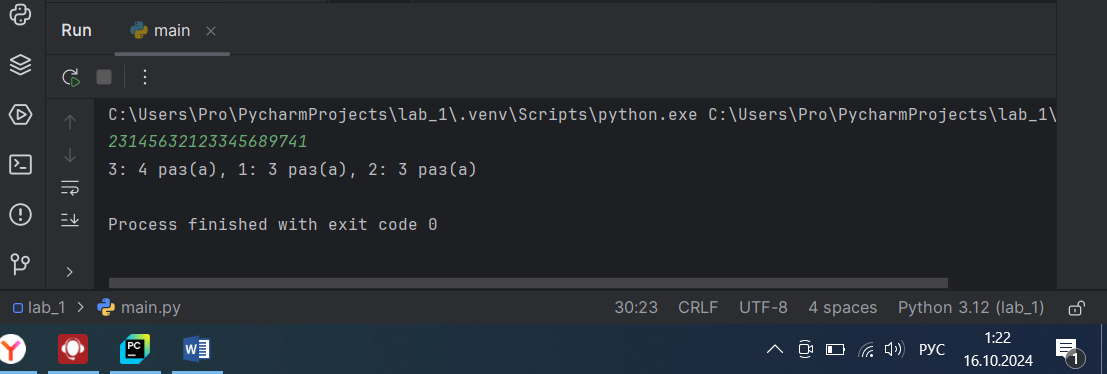 Run main
C:\Users\Pro\PycharmProjects\lab_1\.venv\Scripts\python.exe C:\Users\Pro\PycharmProjects\lab_1\
23145632123345689741
3: 4 раз(а), 1: 3 раз(а), 2: 3 раз(а)
Process finished with exit code 0
lab_1 > main.py 30:23 CRLF UTF-8 4 spaces Python 3.12 (lab_1)
Y PC W РУС 1:22
16.10.2024 1